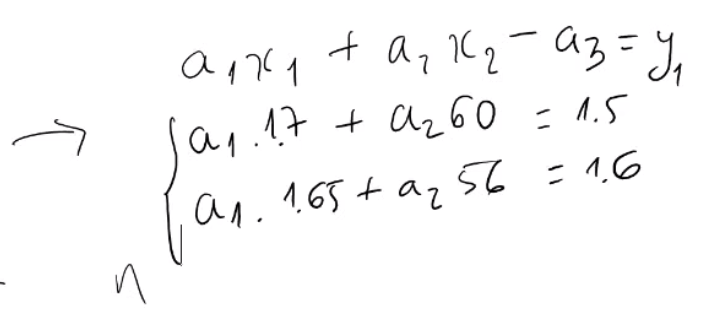 a₁x₁ + a₂x₂ - a₃ = y₁
→ { a₁ . 1.7 + a₂60 = 1.5
a₁ . 1.65 + a₂56 = 1.6
n